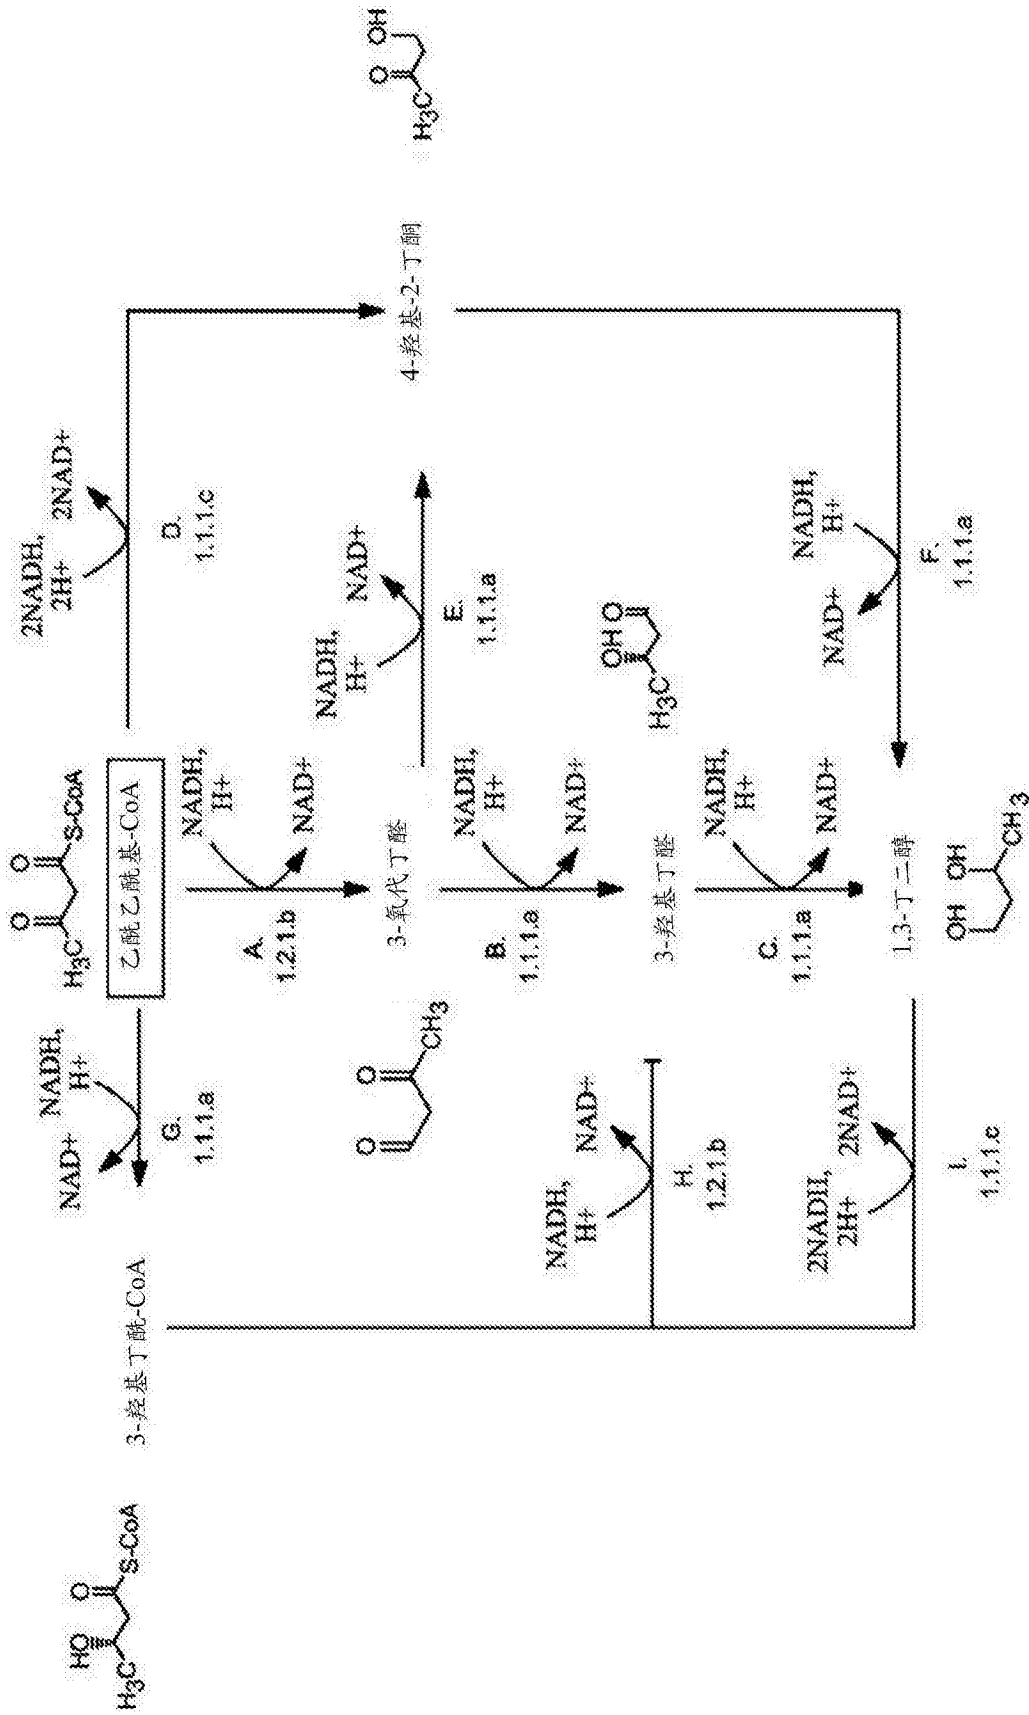 HO
O
H₃C
S-CoA
O
O
H₃C
S-CoA
3-羟基丁酰-CoA
NAD+
NADH,
H+
G.
1.1.1.a
乙酰乙酰基-CoA
2NADH,
2H+
2NAD+
D.
1.1.1.c
A.
1.2.1.b
NADH,
H+
NAD+
O
O
CH₃
3-氧代丁醛
NADH,
H+
NAD+
E.
1.1.1.a
4-羟基-2-丁酮
O
OH
H₃C
B.
1.1.1.a
NADH,
H+
NAD+
OH
O
H₃C
NADH,
H+
NAD+
H.
1.2.1.b
3-羟基丁醛
C.
1.1.1.a
NADH,
H+
NAD+
NAD+
NADH,
H+
F.
1.1.1.a
2NADH,
2H+
2NAD+
I.
1.1.1.c
1,3-丁二醇
OH
OH
CH₃